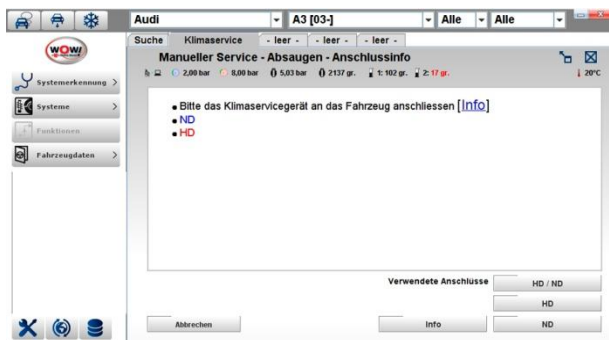 Audi A3 [03-] Alle Alle
WOW!
Suche Klimaservice - leer - - leer - - leer -
Manueller Service - Absaugen - Anschlussinfo
2,00 bar 8,00 bar 5,03 bar 2137 gr. 1: 102 gr. 2: 17 gr. 20°C
Systemerkennung
Systeme
Funktionen
Fahrzeugdaten
Bitte das Klimaservicegerät an das Fahrzeug anschliessen [Info]
ND
HD
Verwendete Anschlüsse HD / ND
HD
Abbrechen Info ND